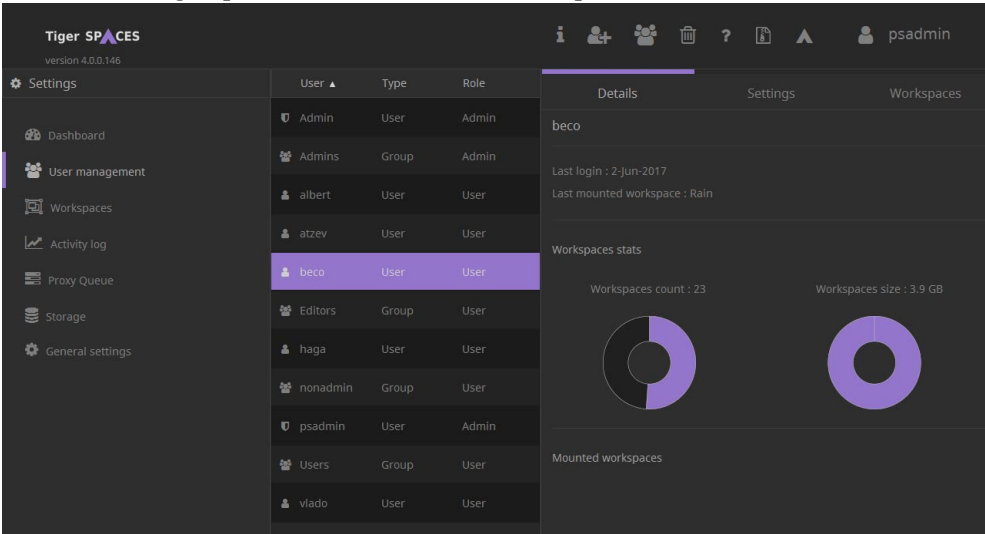 Tiger SPACES
version 4.0.0.146
i ? psadmin
Settings
Dashboard
User management
Workspaces
Activity log
Proxy Queue
Storage
General settings
User ▲ Type Role
Admin User Admin
Admins Group Admin
albert User User
atzev User User
beco User User
Editors Group User
haga User User
nonadmin Group User
psadmin User Admin
Users Group User
vlado User User
Details Settings Workspaces
beco
Last login : 2-Jun-2017
Last mounted workspace : Rain
Workspaces stats
Workspaces count : 23 Workspaces size : 3.9 GB
Mounted workspaces